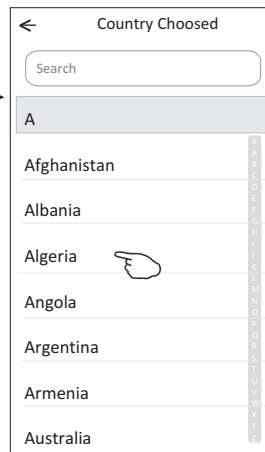 Country Choosed
Search
A
Afghanistan
Albania
Algeria
Angola
Argentina
Armenia
Australia
#
A
B
C
D
E
F
G
H
I
J
K
L
M
N
O
P
Q
R
S
T
U
V
W
X
Y
Z